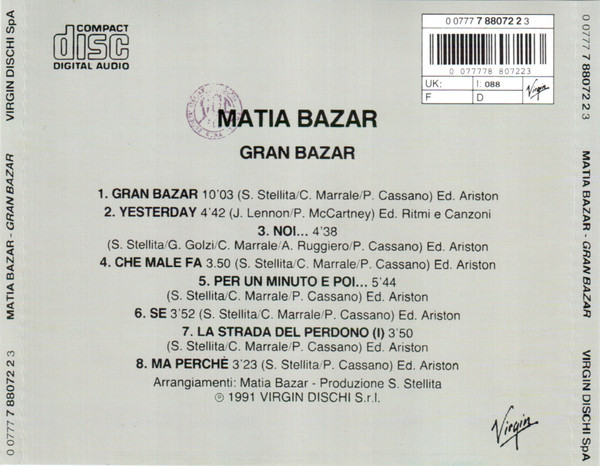 COMPACT
disc
DIGITAL AUDIO
0 0777 7 88072 2 3
0 077778 807223
UK:
I: 088
F
D
Virgin
MATIA BAZAR
GRAN BAZAR
1. GRAN BAZAR 10'03 (S. Stellita/C. Marrale/P. Cassano) Ed. Ariston
2. YESTERDAY 4'42 (J. Lennon/P. McCartney) Ed. Ritmi e Canzoni
3. NOI... 4'38
(S. Stellita/G. Golzi/C. Marrale/A. Ruggiero/P. Cassano) Ed. Ariston
4. CHE MALE FA 3.50 (S. Stellita/C. Marrale/P. Cassano) Ed. Ariston
5. PER UN MINUTO E POI... 5'44
(S. Stellita/C. Marrale/P. Cassano) Ed. Ariston
6. SE 3'52 (S. Stellita/C. Marrale/P. Cassano) Ed. Ariston
7. LA STRADA DEL PERDONO (I) 3'50
(S. Stellita/C. Marrale/P. Cassano) Ed. Ariston
8. MA PERCHÈ 3'23 (S. Stellita/C. Marrale/P. Cassano) Ed. Ariston
Arrangiamenti: Matia Bazar - Produzione S. Stellita
℗ 1991 VIRGIN DISCHI S.r.l.
Virgin
0 0777 7 88072 2 3 MATIA BAZAR - GRAN BAZAR VIRGIN DISCHI SpA
MATIA BAZAR - GRAN BAZAR VIRGIN DISCHI SpA 0 0777 7 88072 2 3